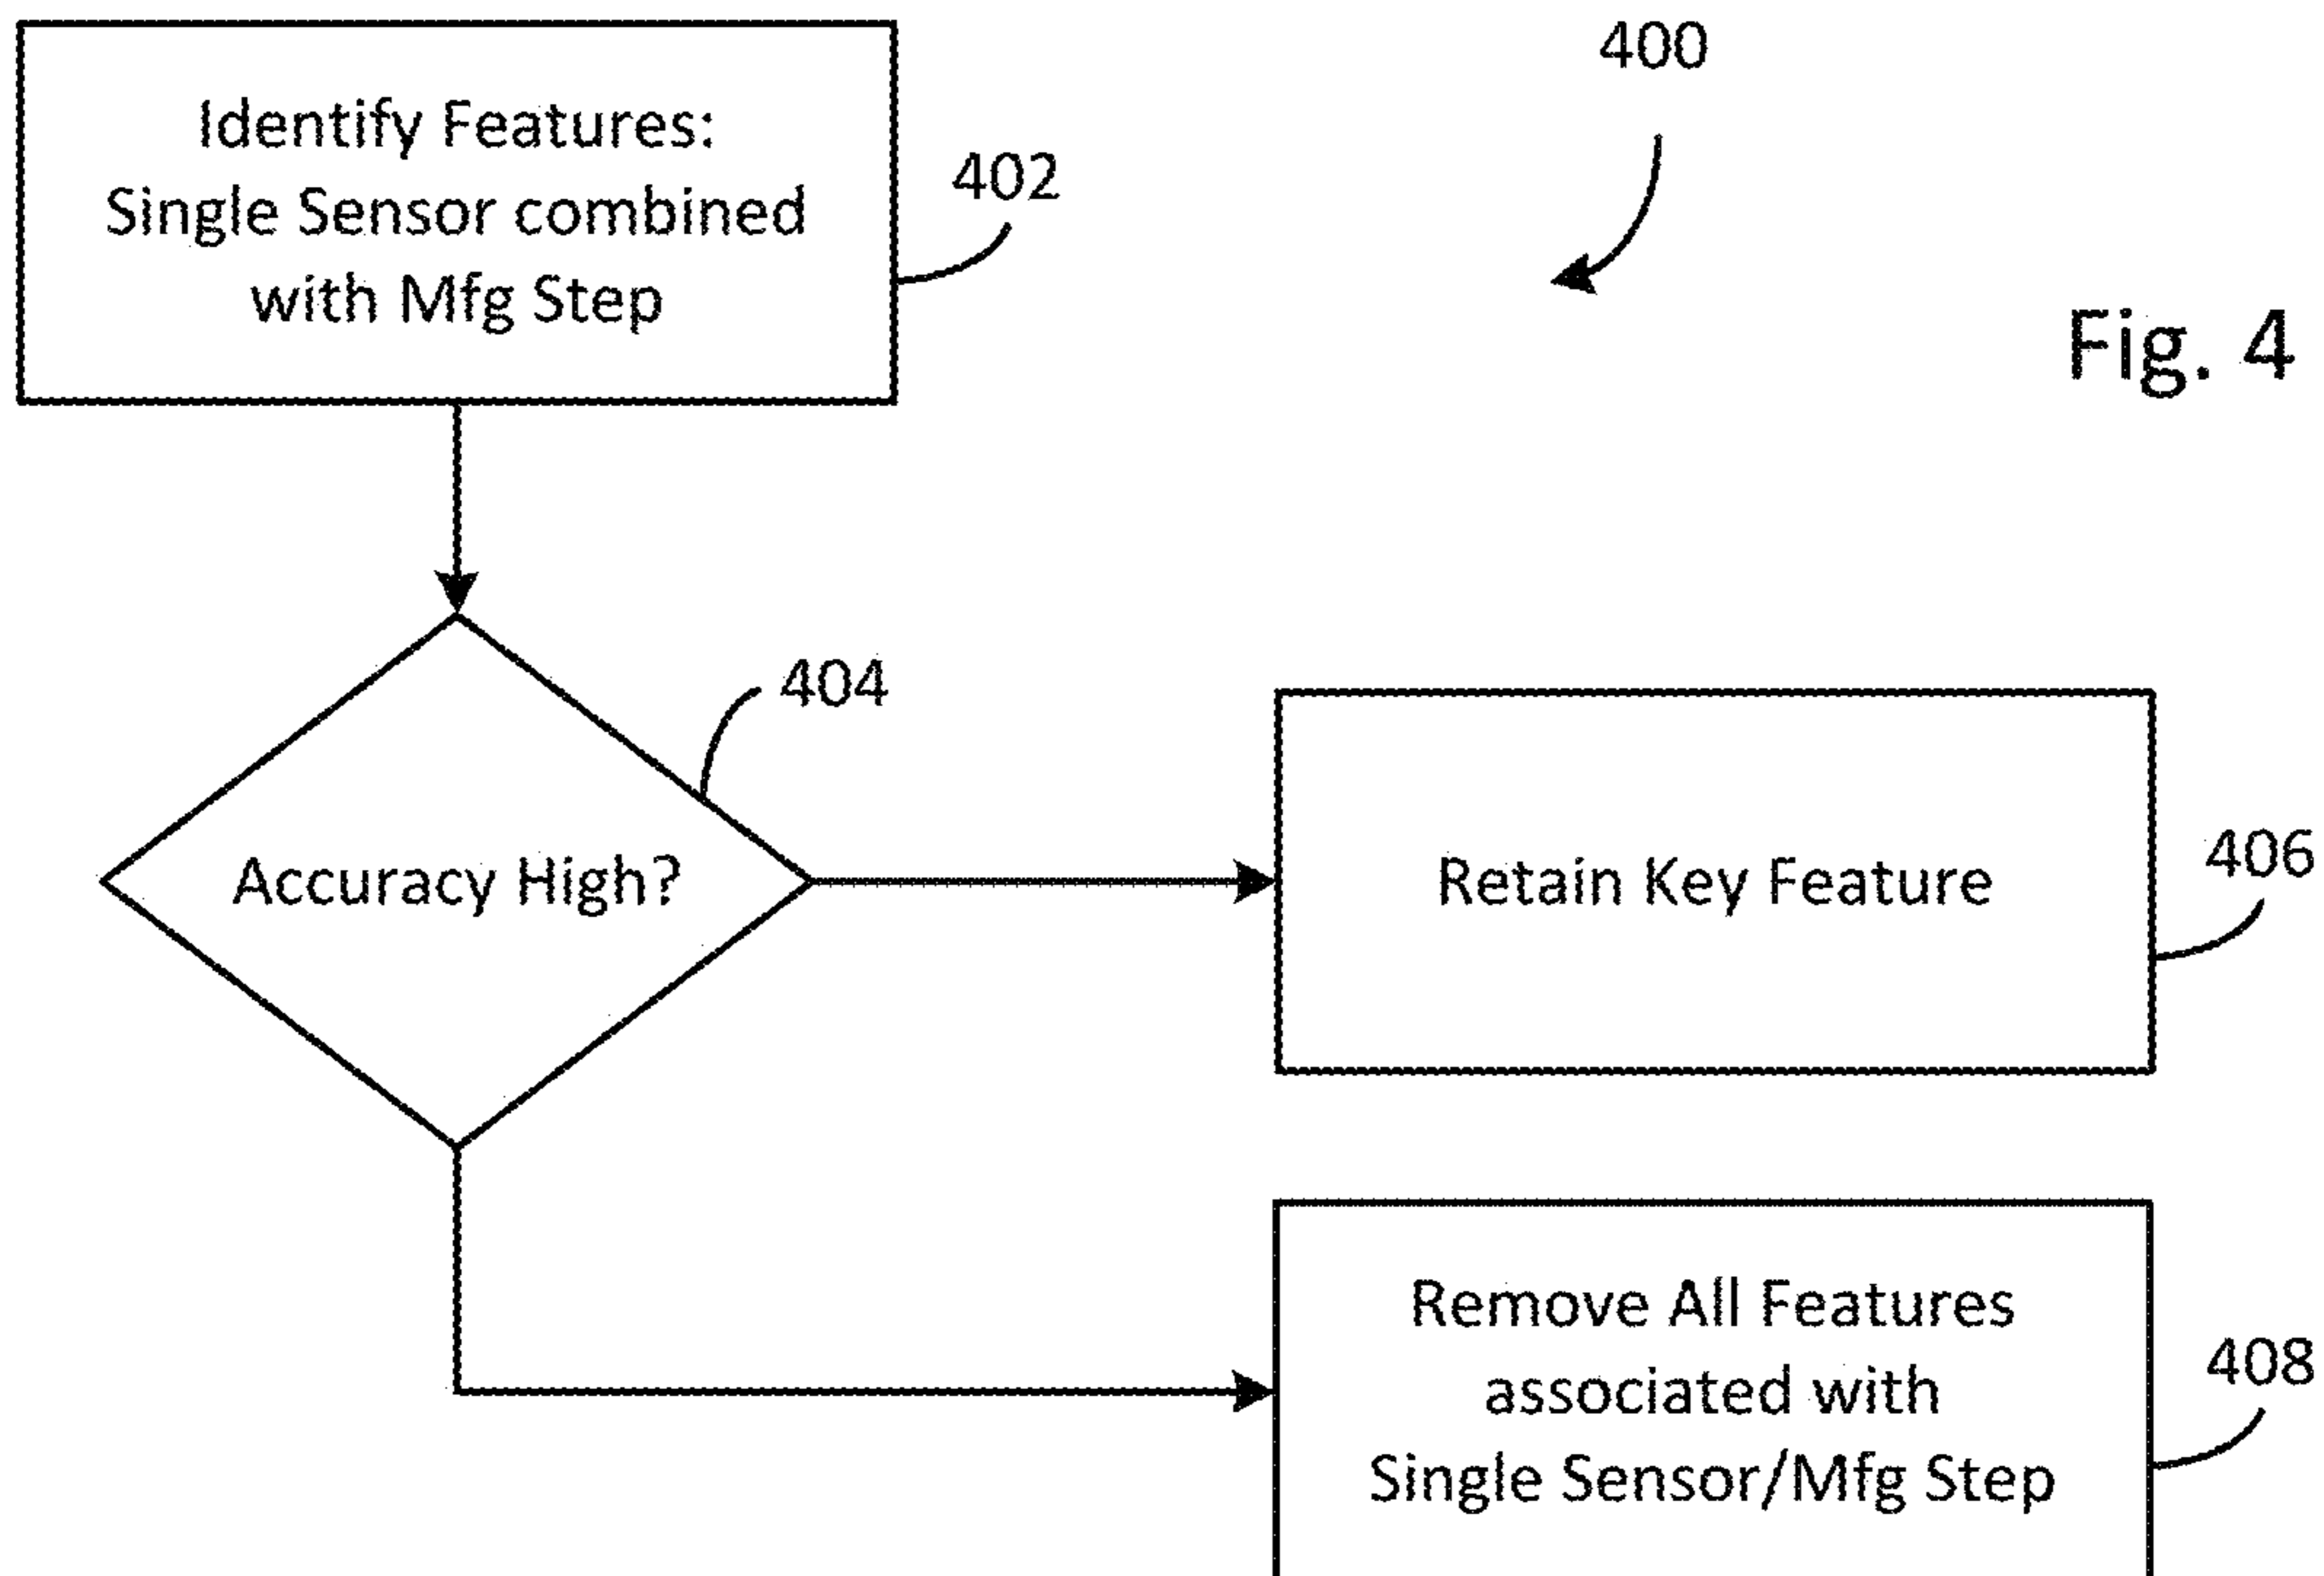 400
Identify Features:
Single Sensor combined
with Mfg Step
402
Fig. 4
404
Accuracy High?
Retain Key Feature
406
Remove All Features
associated with
Single Sensor/Mfg Step
408